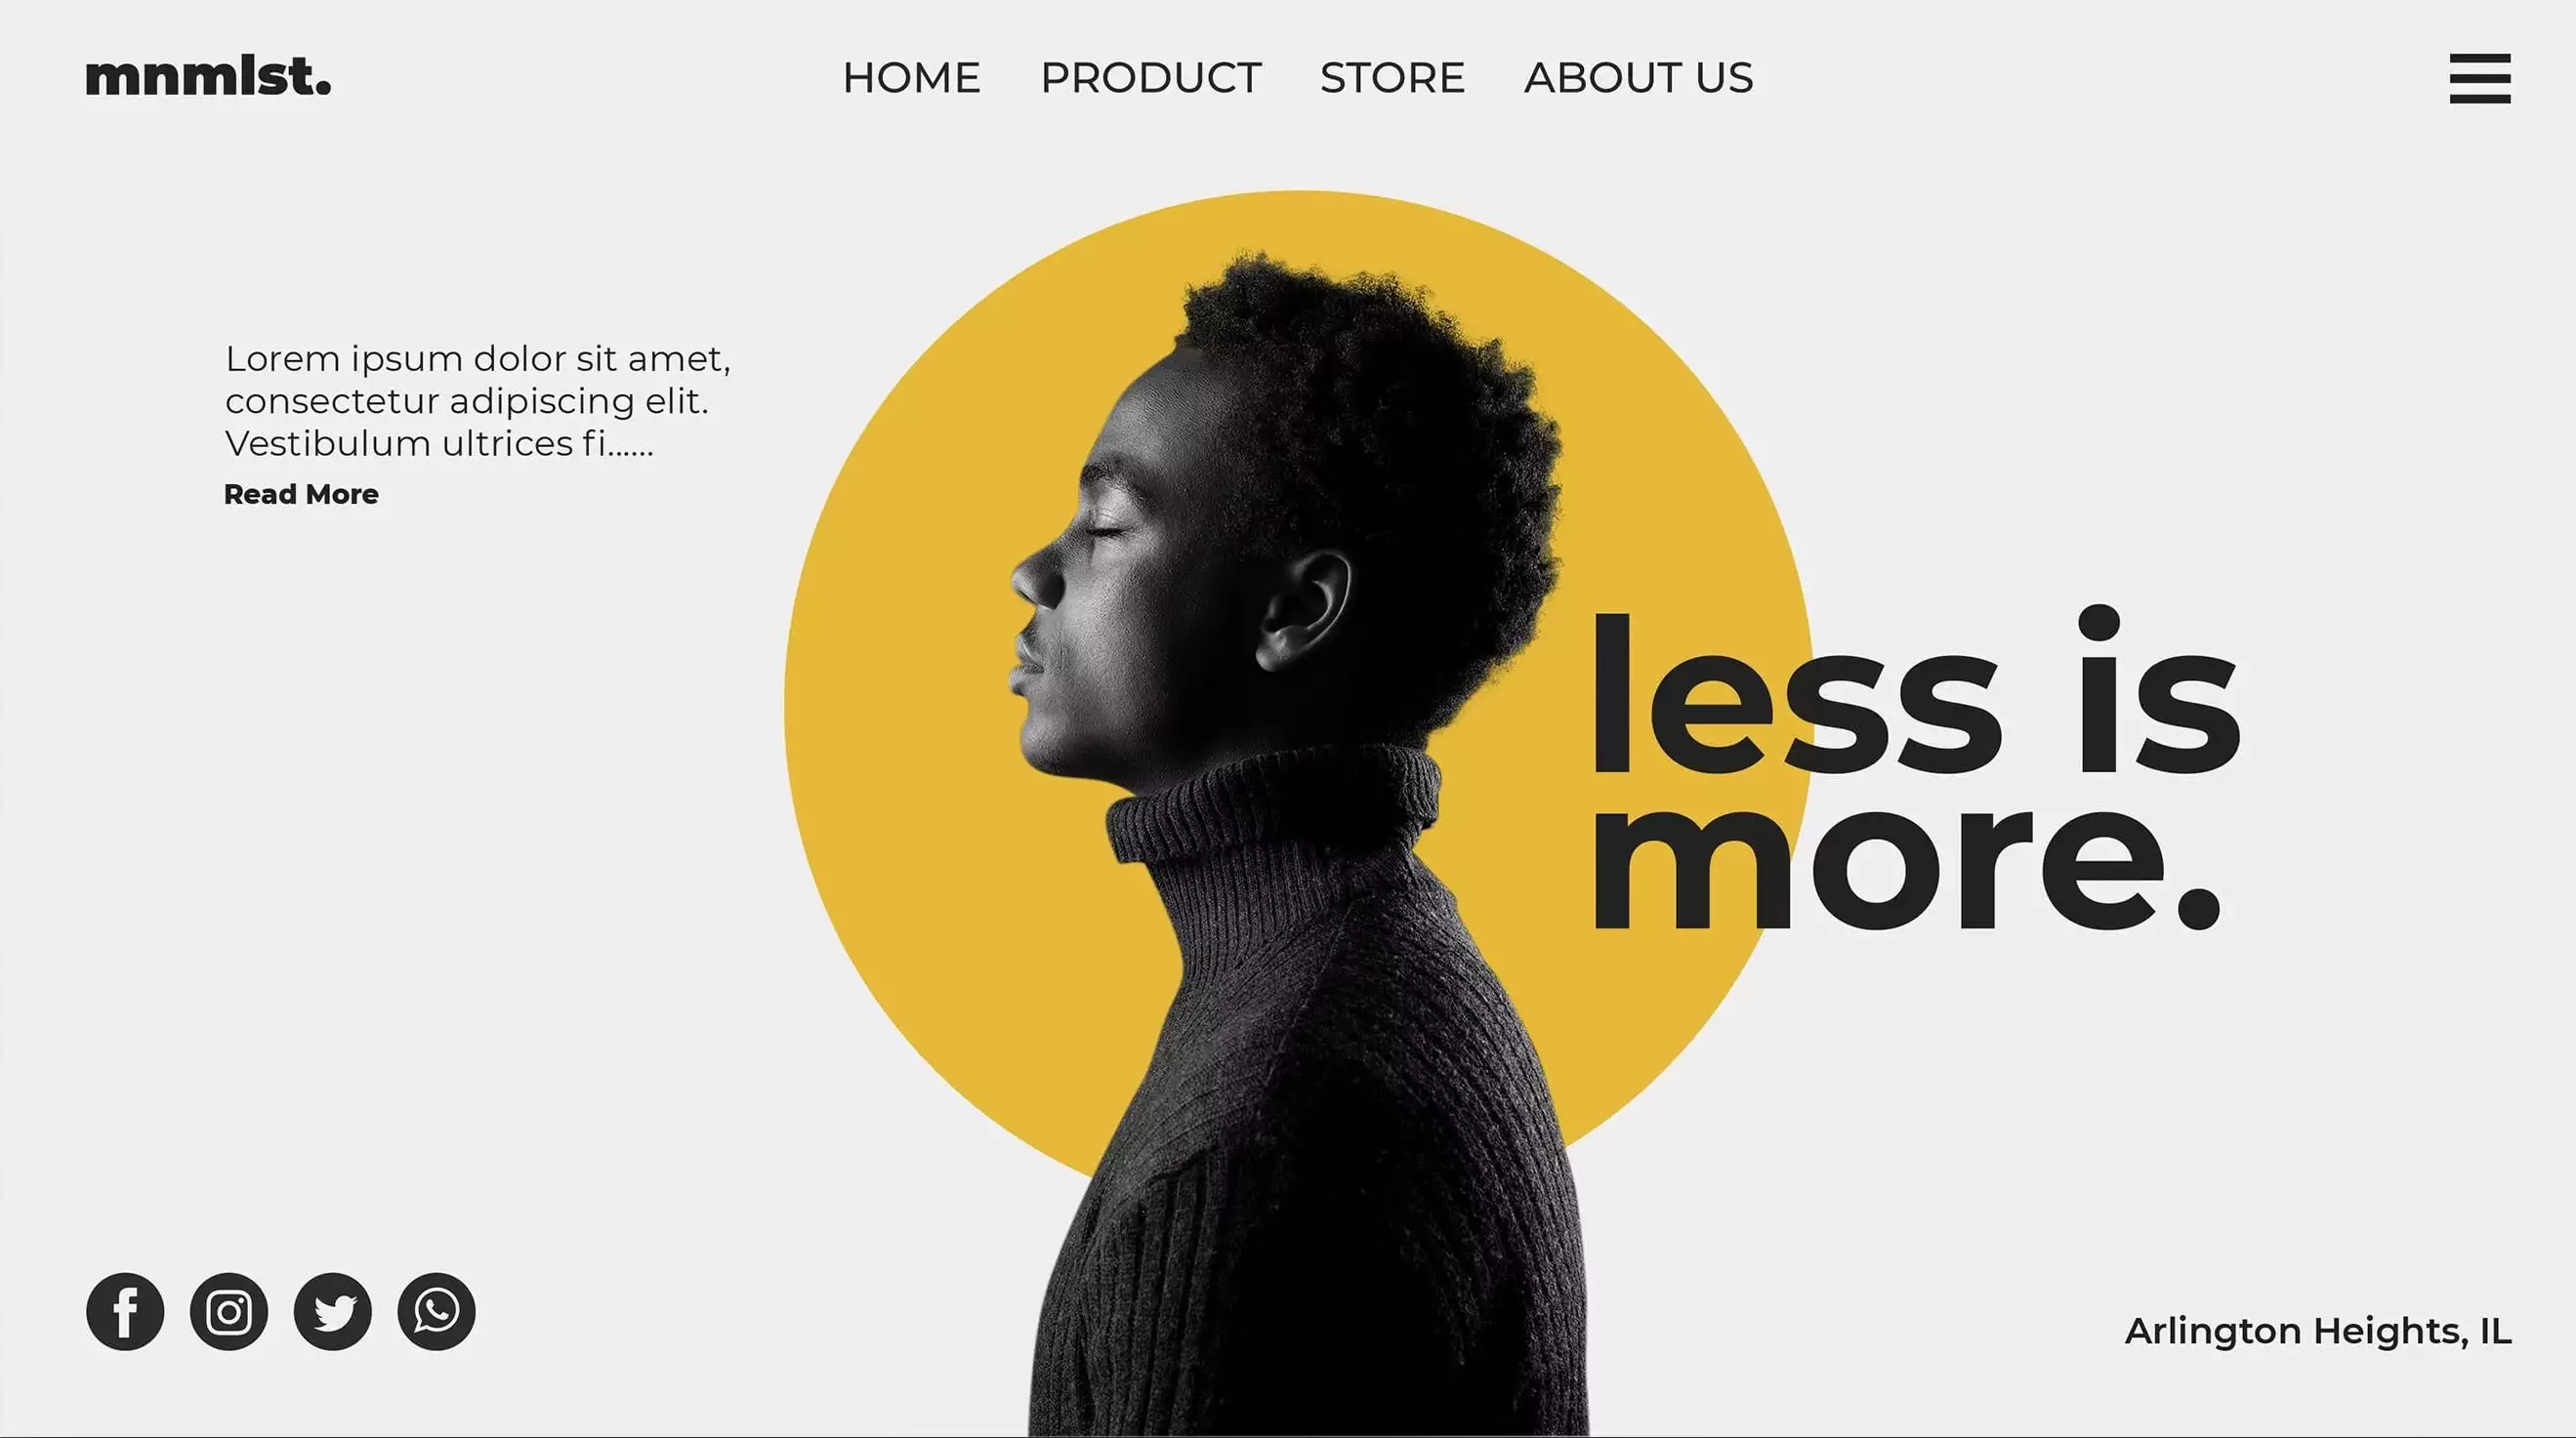 mnmlst.
HOME PRODUCT STORE ABOUT US
Lorem ipsum dolor sit amet,
consectetur adipiscing elit.
Vestibulum ultrices fi......
Read More
less is
more.
Arlington Heights, IL